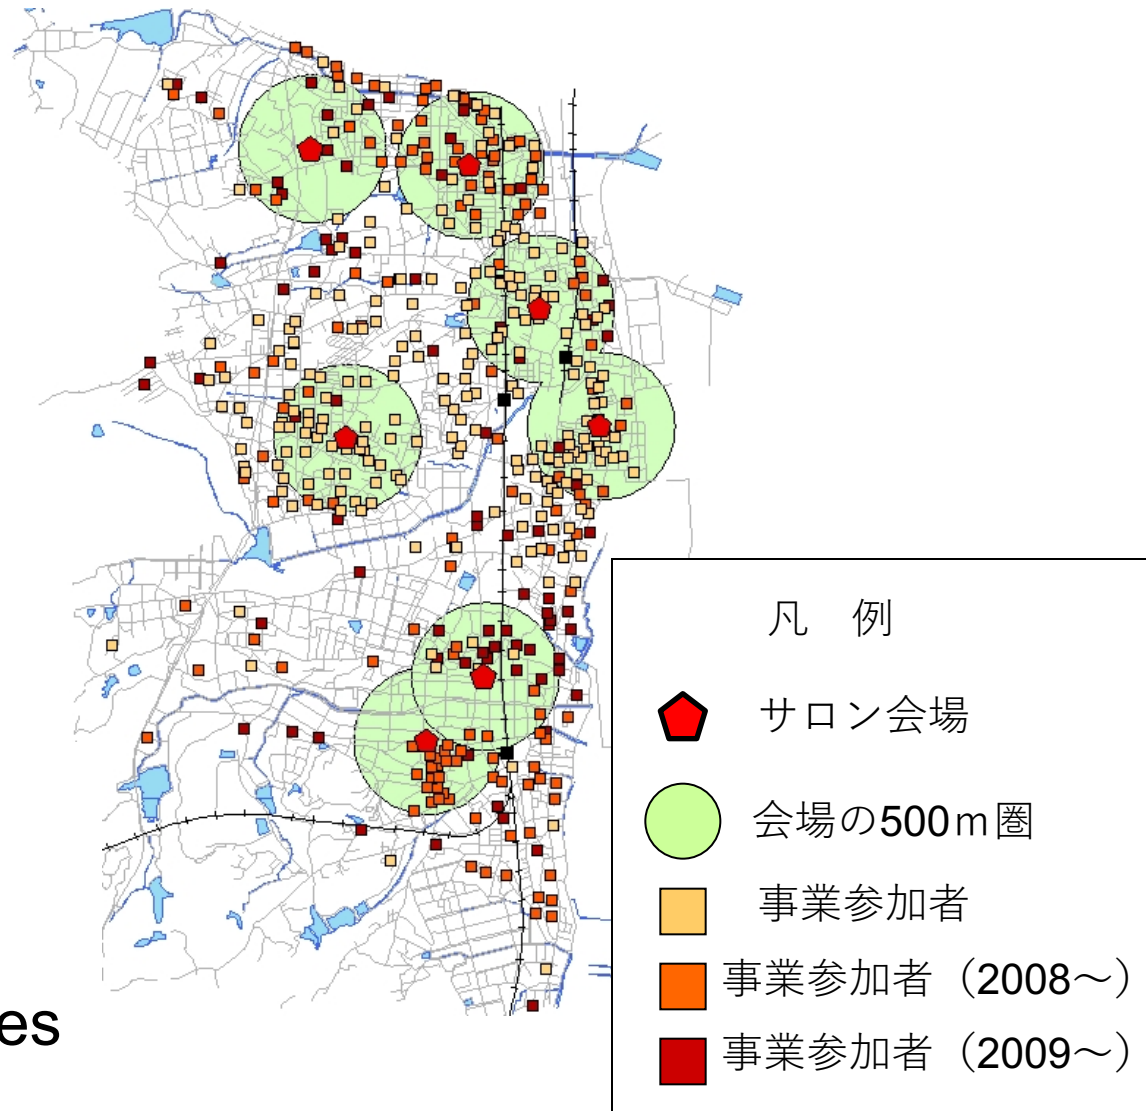 凡　例
サロン会場
会場の500ｍ圏
事業参加者
事業参加者（2008～）
事業参加者（2009～）
es